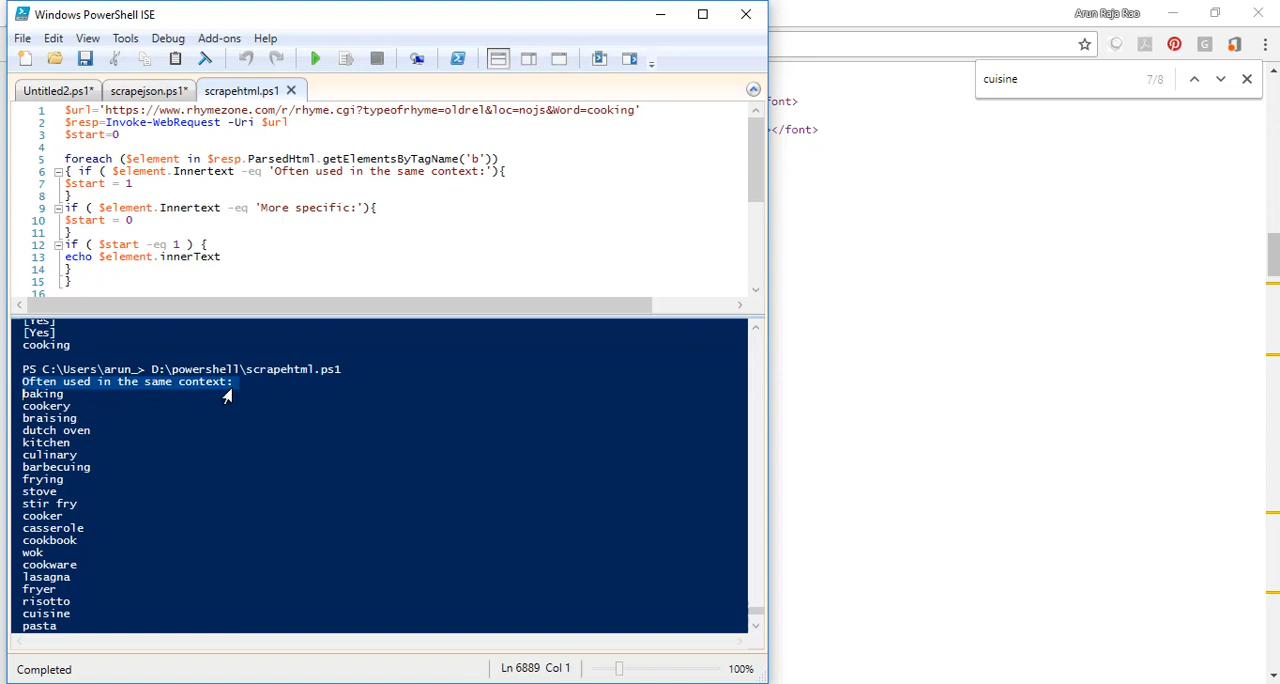 Windows PowerShell ISE
Arun Raja Rao
File Edit View Tools Debug Add-ons Help
cuisine 7/8
Untitled2.ps1* scrapejson.ps1* scrapehtml.ps1
ont>
></font>
1 $url='https://www.rhymezone.com/r/rhyme.cgi?typeofrhyme=oldrel&loc=nojs&Word=cooking'
2 $resp=Invoke-WebRequest -Uri $url
3 $start=0
4
5 foreach ($element in $resp.ParsedHtml.getElementsByTagName('b'))
6 { if ( $element.Innertext -eq 'Often used in the same context:'){
7 $start = 1
8 }
9 if ( $element.Innertext -eq 'More specific:'){
10 $start = 0
11 }
12 if ( $start -eq 1 ) {
13 echo $element.innerText
14 }
15 }
16
[Yes]
[Yes]
cooking
PS C:\Users\arun_> D:\powershell\scrapehtml.ps1
Often used in the same context:
baking
cookery
braising
dutch oven
kitchen
culinary
barbecuing
frying
stove
stir fry
cooker
casserole
cookbook
wok
cookware
lasagna
fryer
risotto
cuisine
pasta
Completed
Ln 6889 Col 1
100%